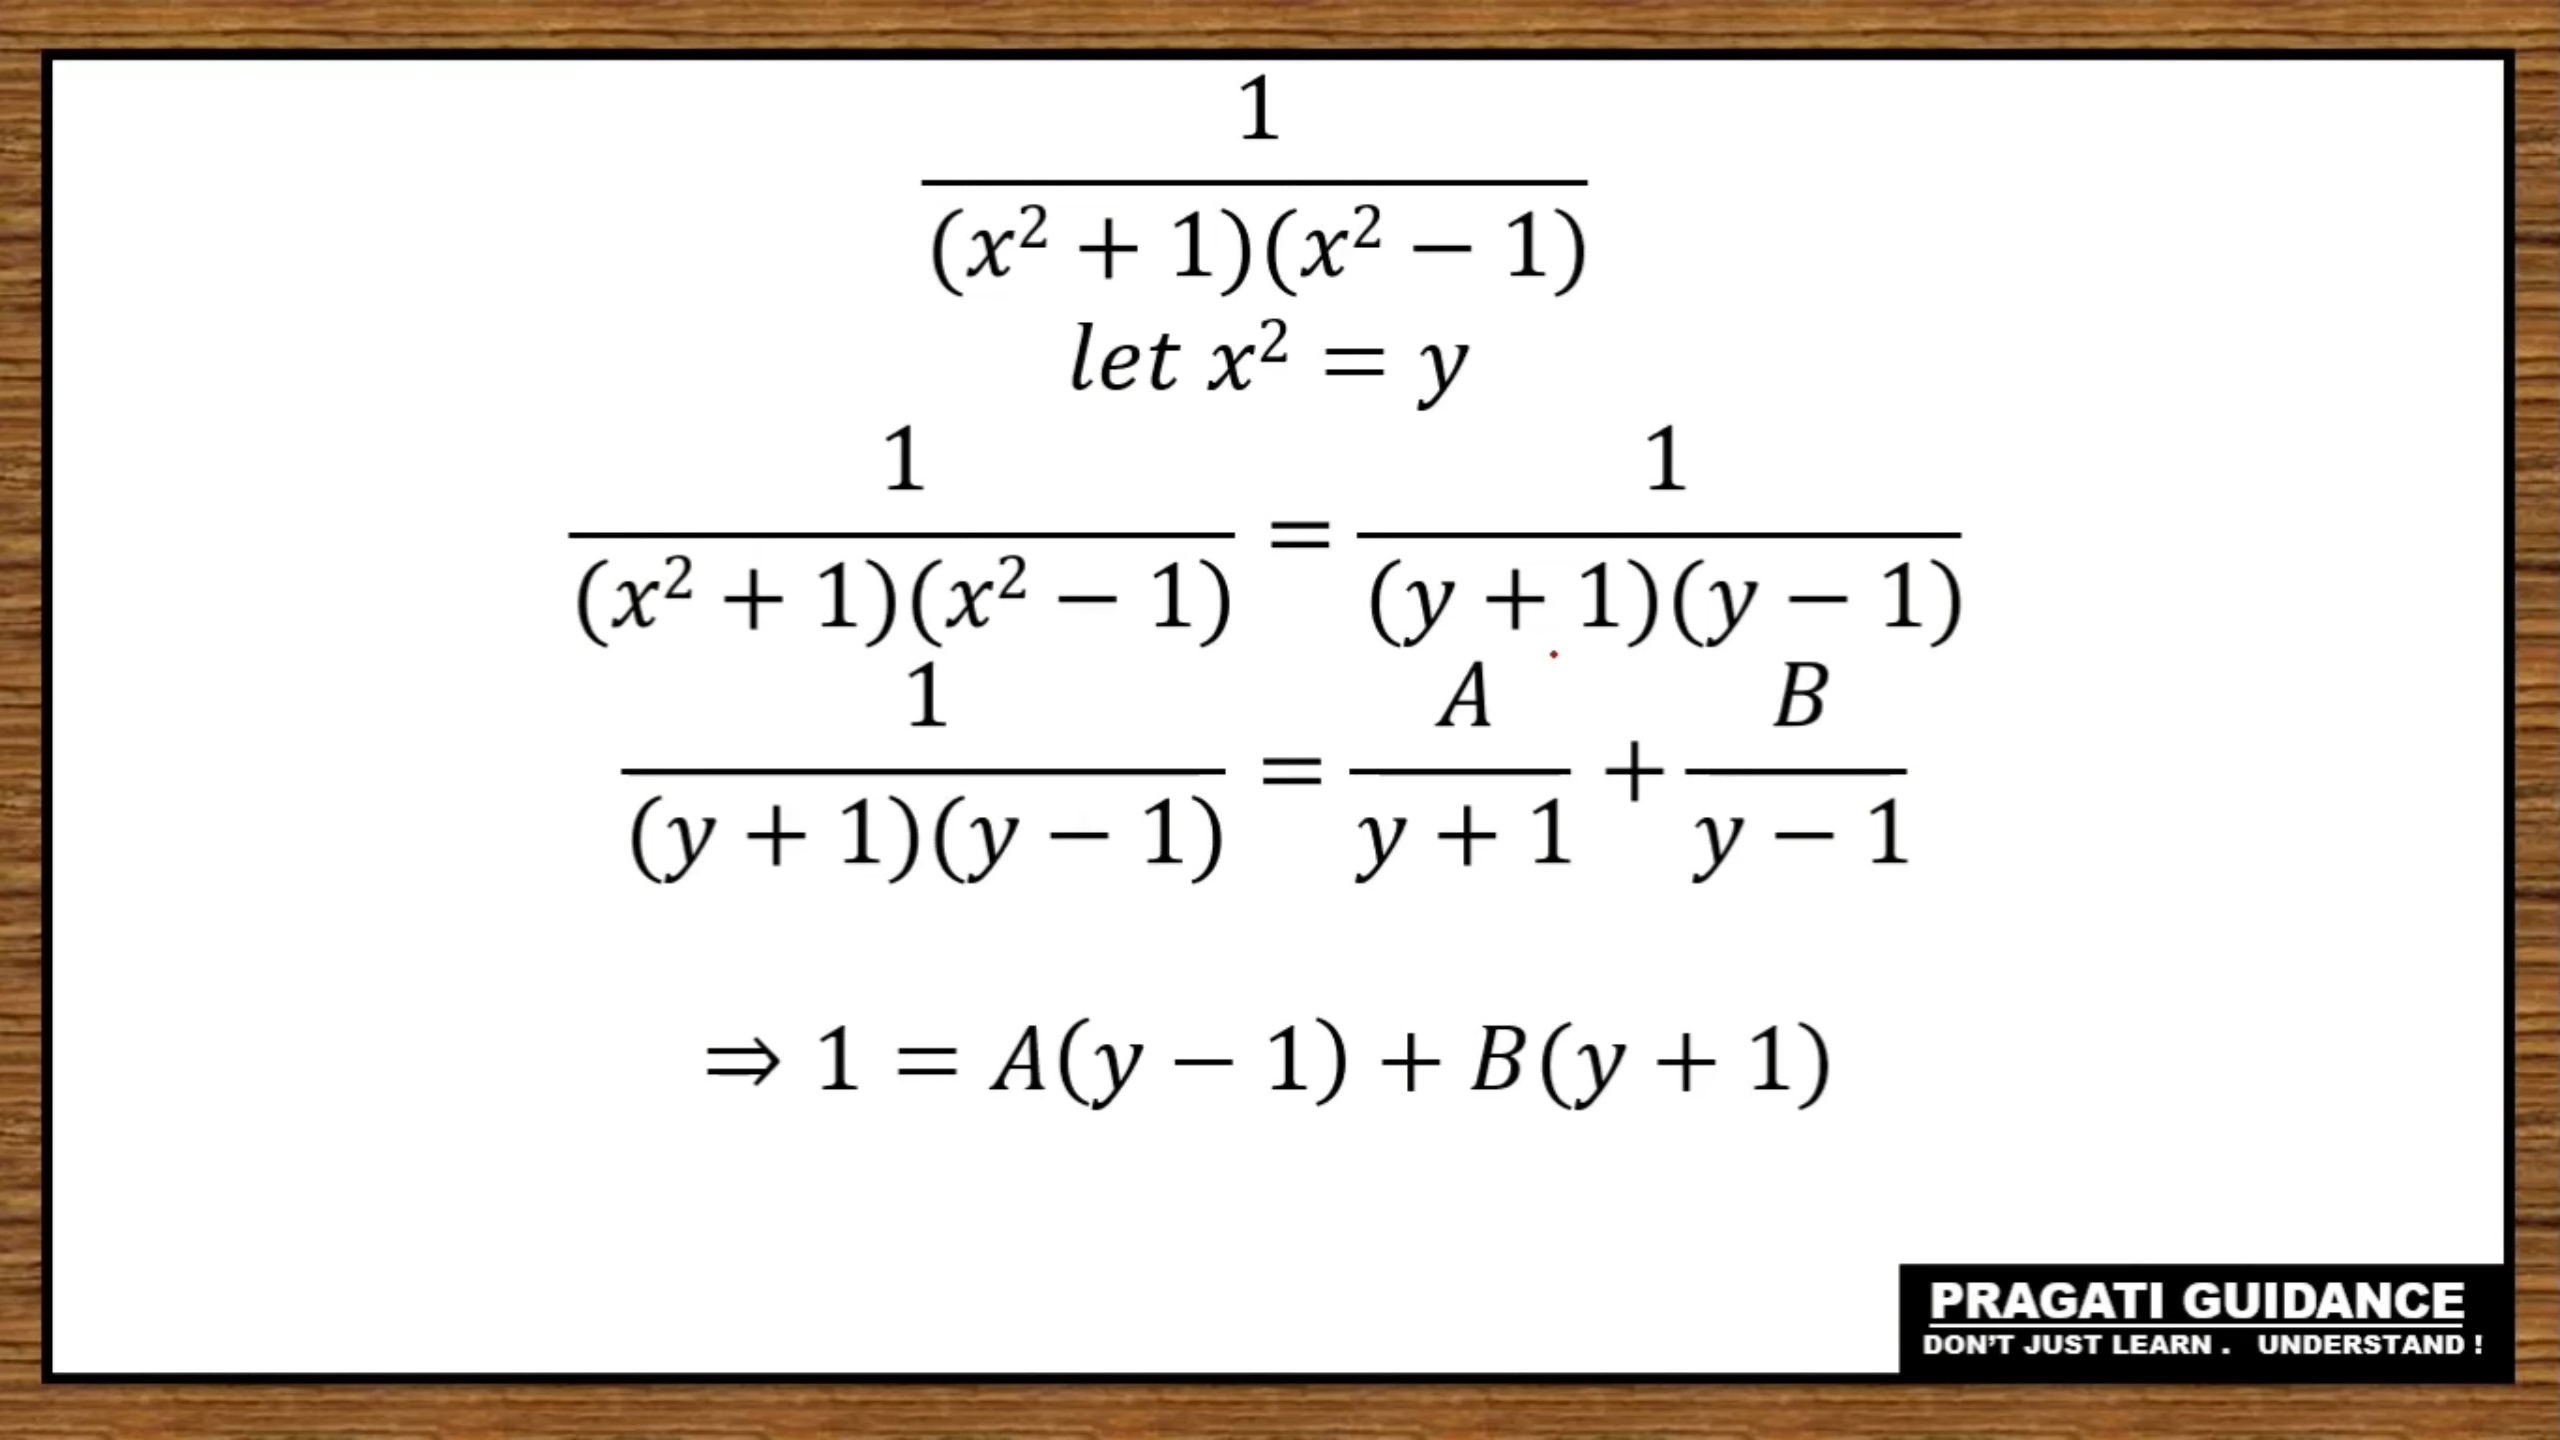 1
(x² + 1)(x² − 1)
let x² = y
1/((x² + 1)(x² − 1)) = 1/((y + 1)(y − 1))
1/((y + 1)(y − 1)) = A/(y + 1) + B/(y − 1)
⇒ 1 = A(y − 1) + B(y + 1)
PRAGATI GUIDANCE
DON'T JUST LEARN . UNDERSTAND !